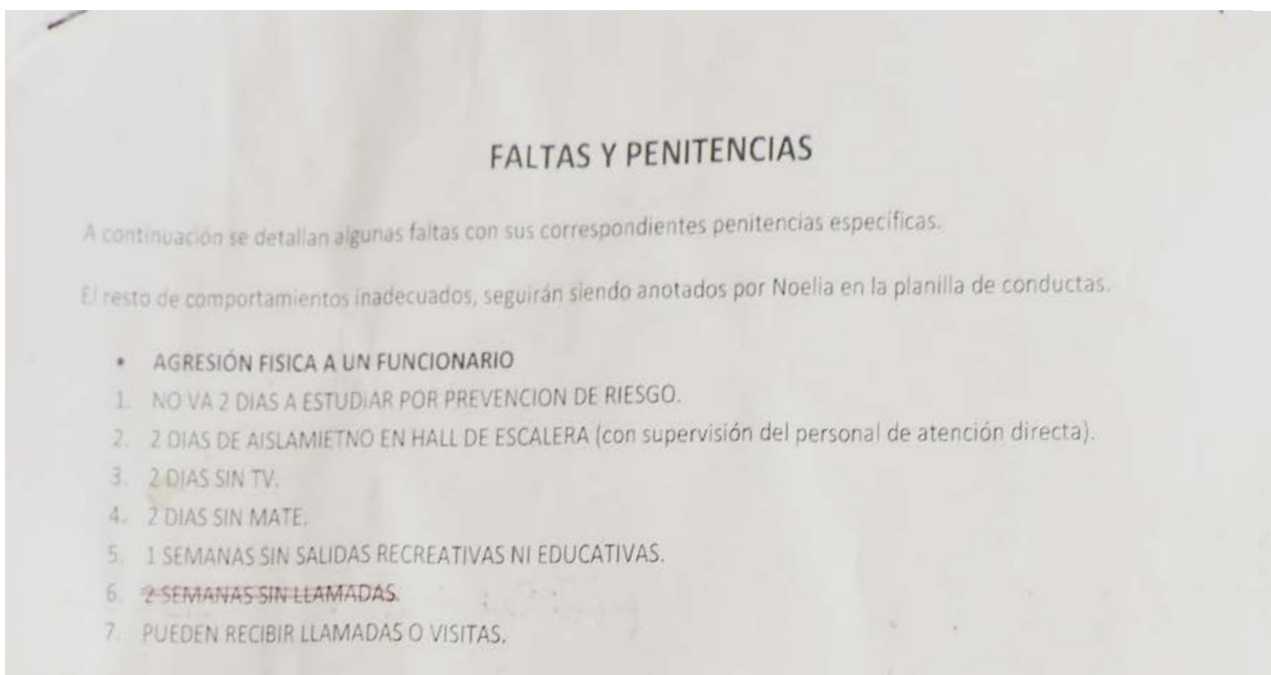 FALTAS Y PENITENCIAS
A continuación se detallan algunas faltas con sus correspondientes penitencias específicas.
El resto de comportamientos inadecuados, seguirán siendo anotados por Noelia en la planilla de conductas.
• AGRESIÓN FISICA A UN FUNCIONARIO
1. NO VA 2 DIAS A ESTUDIAR POR PREVENCION DE RIESGO.
2. 2 DIAS DE AISLAMIETNO EN HALL DE ESCALERA (con supervisión del personal de atención directa).
3. 2 DIAS SIN TV.
4. 2 DIAS SIN MATE.
5. 1 SEMANAS SIN SALIDAS RECREATIVAS NI EDUCATIVAS.
6. 2 SEMANAS SIN LLAMADAS.
7. PUEDEN RECIBIR LLAMADAS O VISITAS.